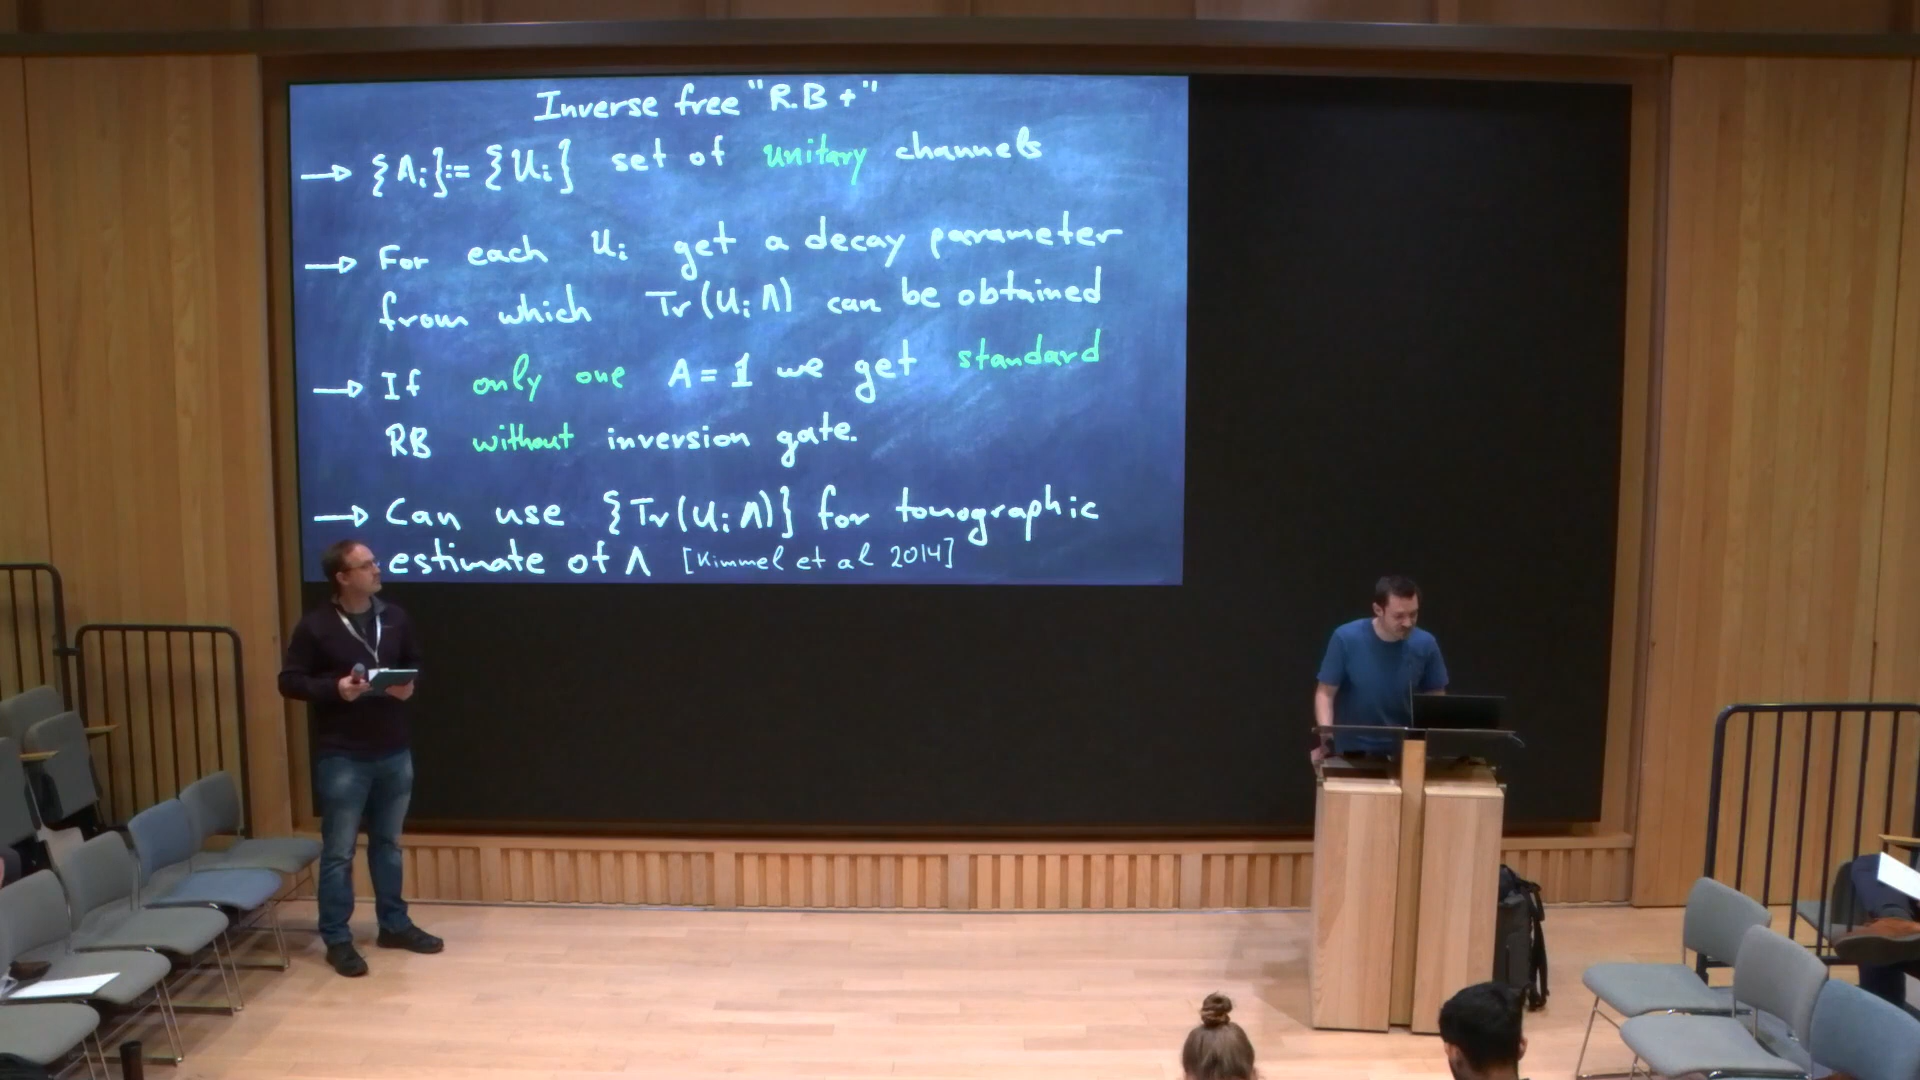 Inverse free "R.B +"
→ {A_i} := {U_i} set of unitary channels
→ For each U_i get a decay parameter
from which Tr(U_i Λ) can be obtained
→ If only one A = 1 we get standard
RB without inversion gate.
→ Can use {Tr(U_i Λ)} for tomographic
estimate of Λ [Kimmel et al 2014]